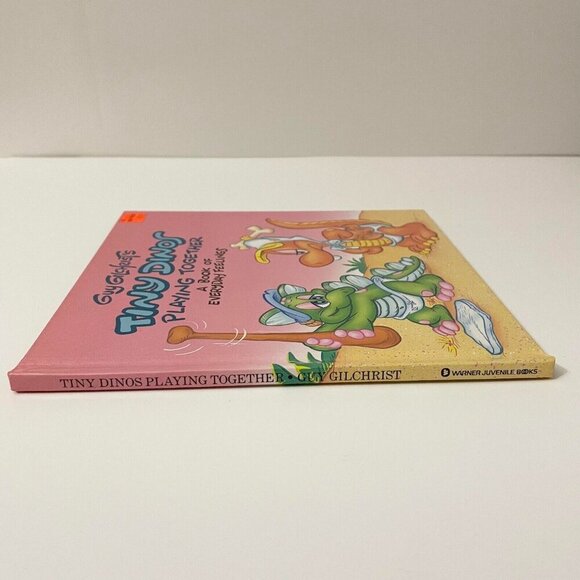 Guy Gilchrist's
TINY DINOS
PLAYING TOGETHER
A BOOK OF
EVERYDAY FEELINGS
TINY DINOS PLAYING TOGETHER • GUY GILCHRIST WARNER JUVENILE BOOKS